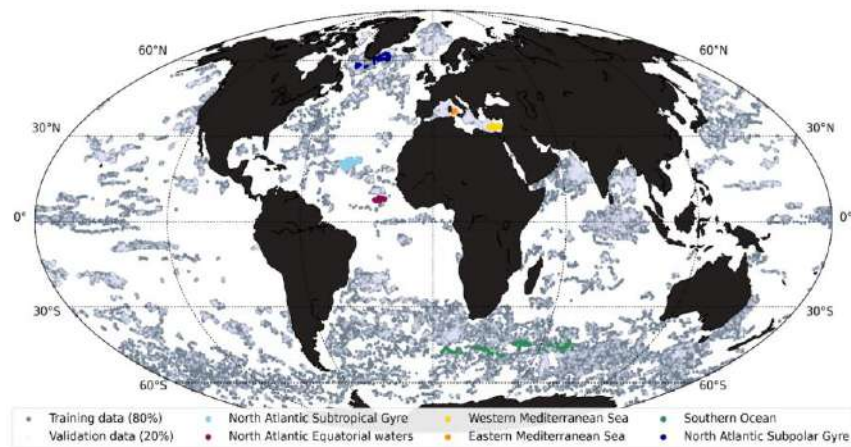 60°N 60°N
30°N 30°N
0° 0°
30°S 30°S
60°S 60°S
Training data (80%) North Atlantic Subtropical Gyre Western Mediterranean Sea Southern Ocean
Validation data (20%) North Atlantic Equatorial waters Eastern Mediterranean Sea North Atlantic Subpolar Gyre